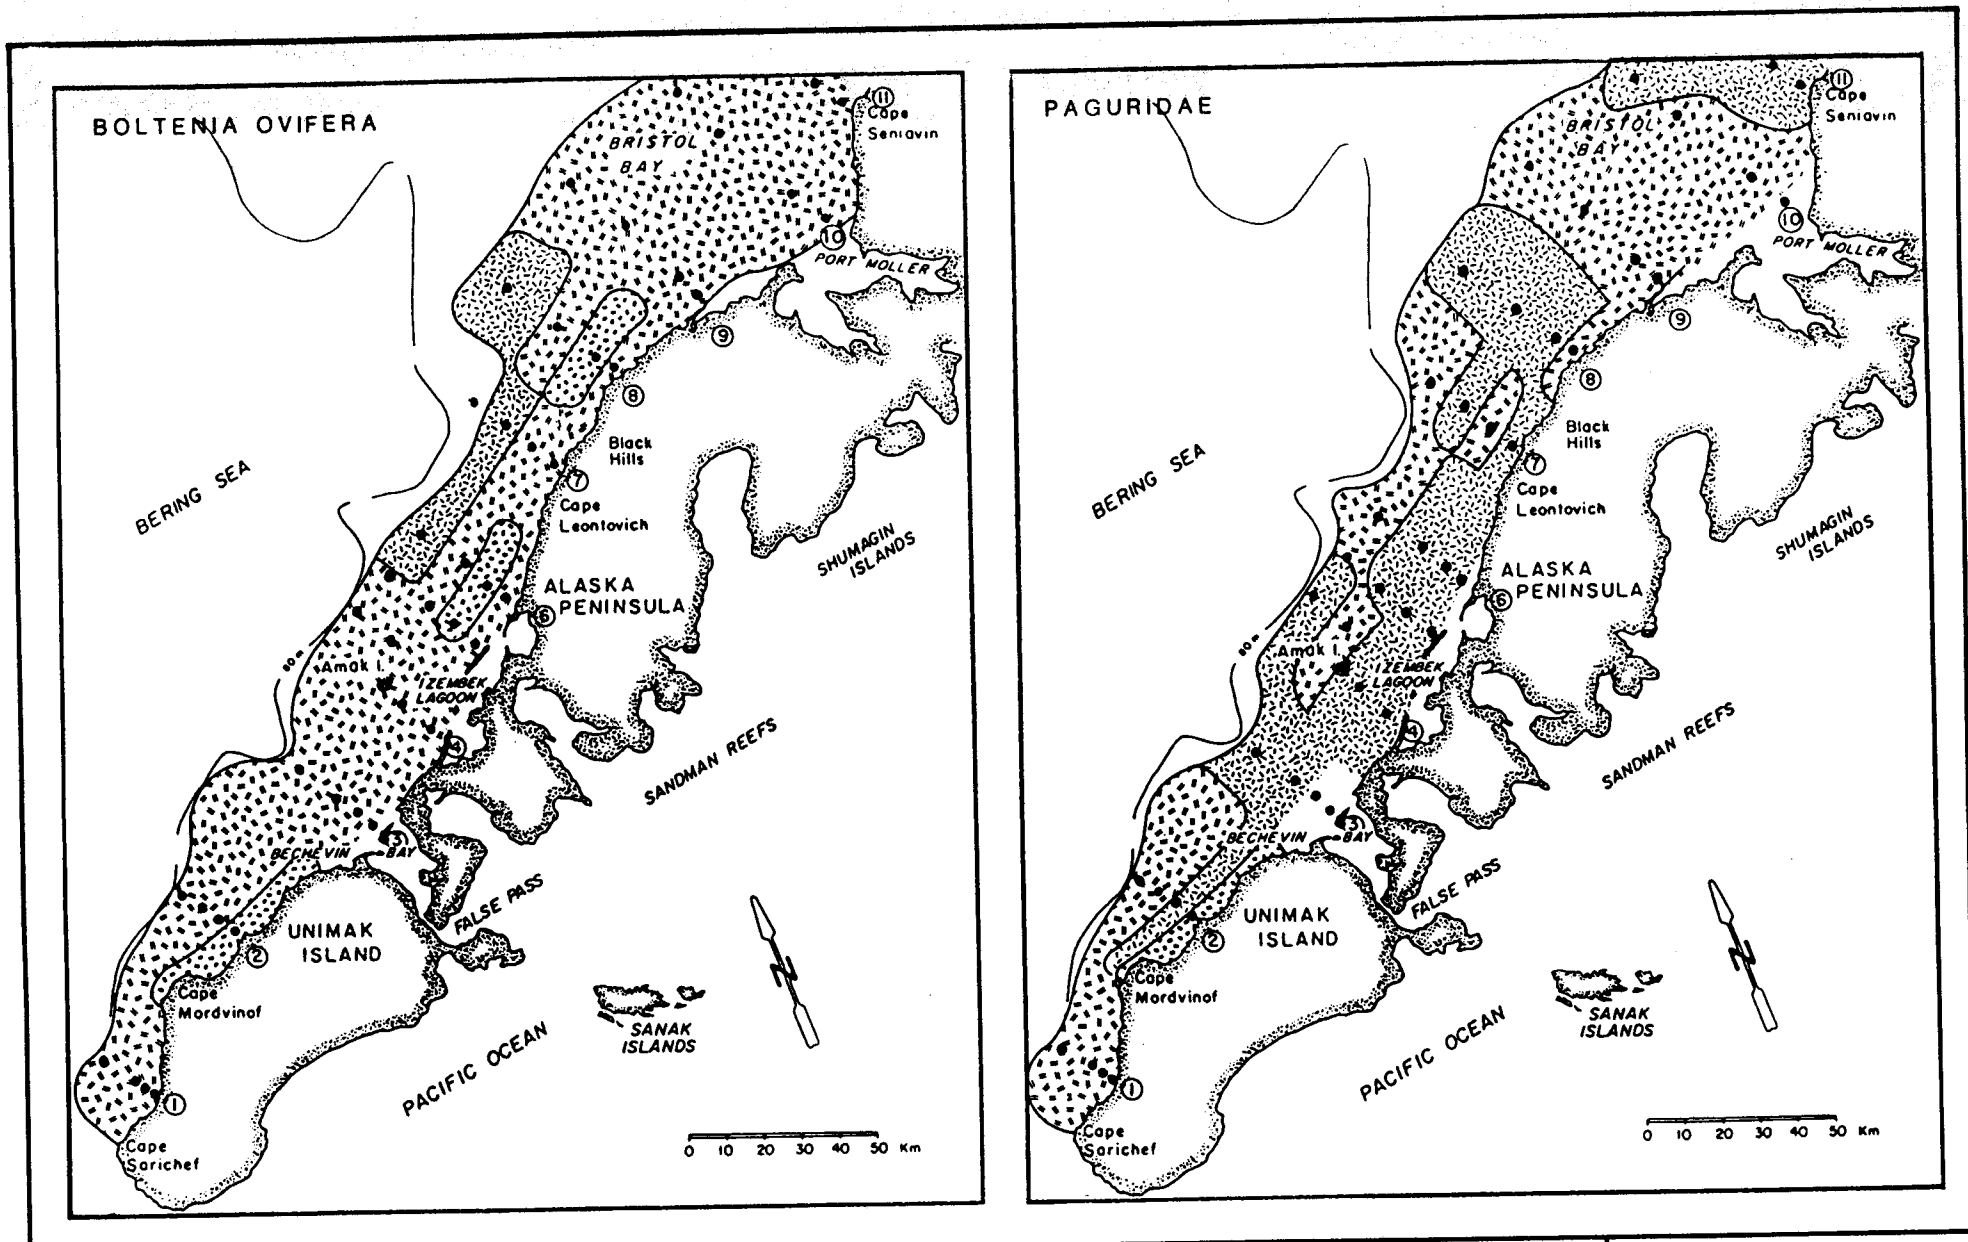 BOLTENIA OVIFERA
BRISTOL
BAY
11
Cape
Seniavin
10
PORT MOLLER
9
8
Black
Hills
7
Cape
Leontovich
BERING SEA
SHUMAGIN
ISLANDS
ALASKA
PENINSULA
6
80 m
Amak I.
IZEMBEK
LAGOON
4
SANDMAN REEFS
3
BECHEVIN BAY
FALSE PASS
UNIMAK
ISLAND
2
Cape
Mordvinof
N
SANAK
ISLANDS
PACIFIC OCEAN
1
Cape
Sarichef
0 10 20 30 40 50 Km
PAGURIDAE
BRISTOL
BAY
11
Cape
Seniavin
10
PORT MOLLER
9
8
Black
Hills
7
Cape
Leontovich
BERING SEA
SHUMAGIN
ISLANDS
ALASKA
PENINSULA
6
Amak I.
IZEMBEK
LAGOON
4
SANDMAN REEFS
3
BECHEVIN BAY
FALSE PASS
UNIMAK
ISLAND
2
Cape
Mordvinof
N
SANAK
ISLANDS
PACIFIC OCEAN
1
Cape
Sarichef
0 10 20 30 40 50 Km